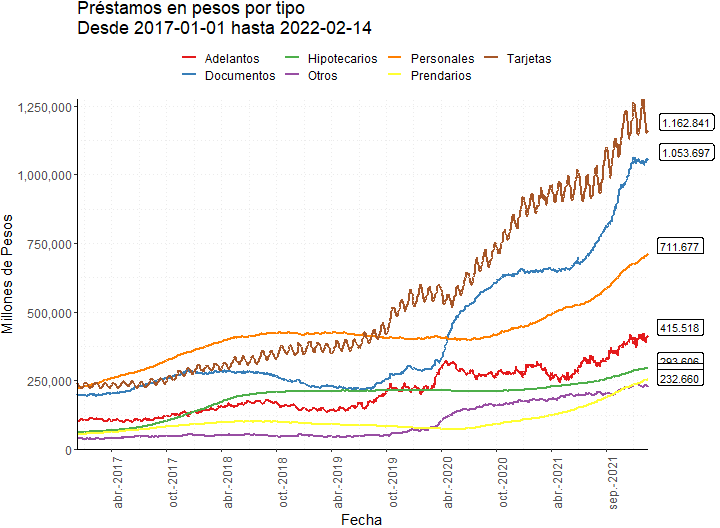 Préstamos en pesos por tipo
Desde 2017-01-01 hasta 2022-02-14
Adelantos
Hipotecarios
Personales
Tarjetas
Documentos
Otros
Prendarios
Millones de Pesos
1,250,000
1,000,000
750,000
500,000
250,000
0
1.162.841
1.053.697
711.677
415.518
293.606
232.660
abr.-2017
oct.-2017
abr.-2018
oct.-2018
abr.-2019
oct.-2019
abr.-2020
oct.-2020
abr.-2021
sep.-2021
Fecha